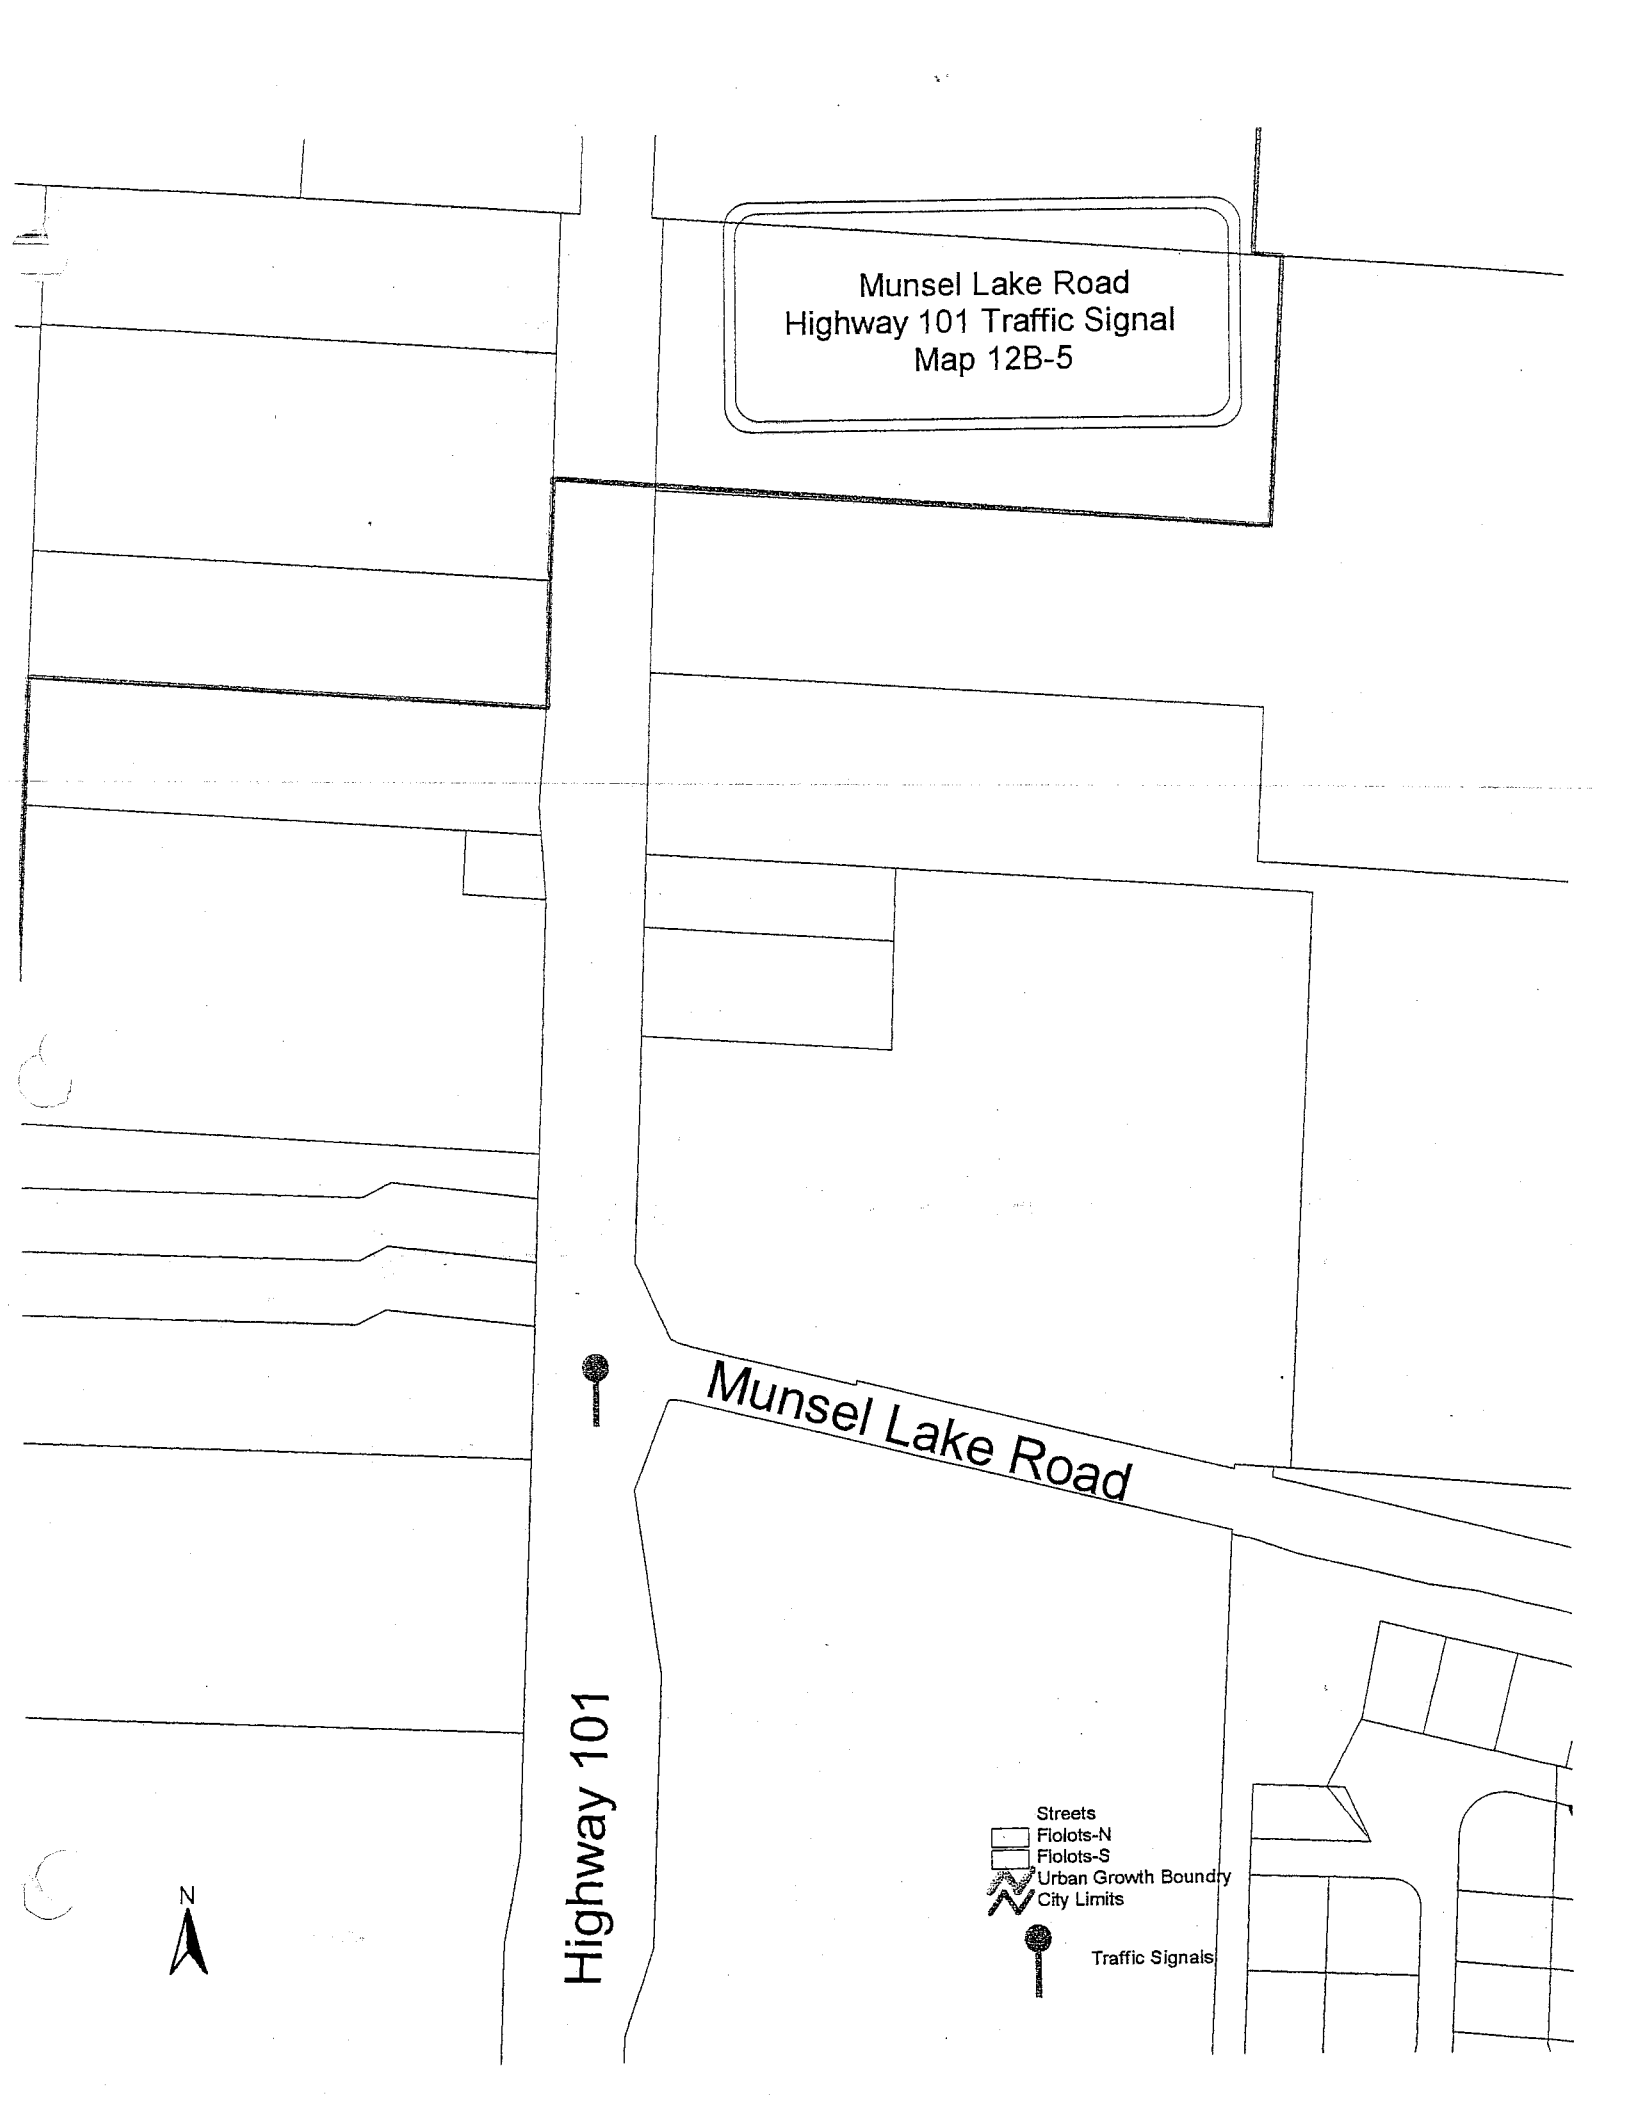 Munsel Lake Road
Highway 101 Traffic Signal
Map 12B-5
Munsel Lake Road
Highway 101
Streets
Flolots-N
Flolots-S
Urban Growth Boundry
City Limits
Traffic Signals
N